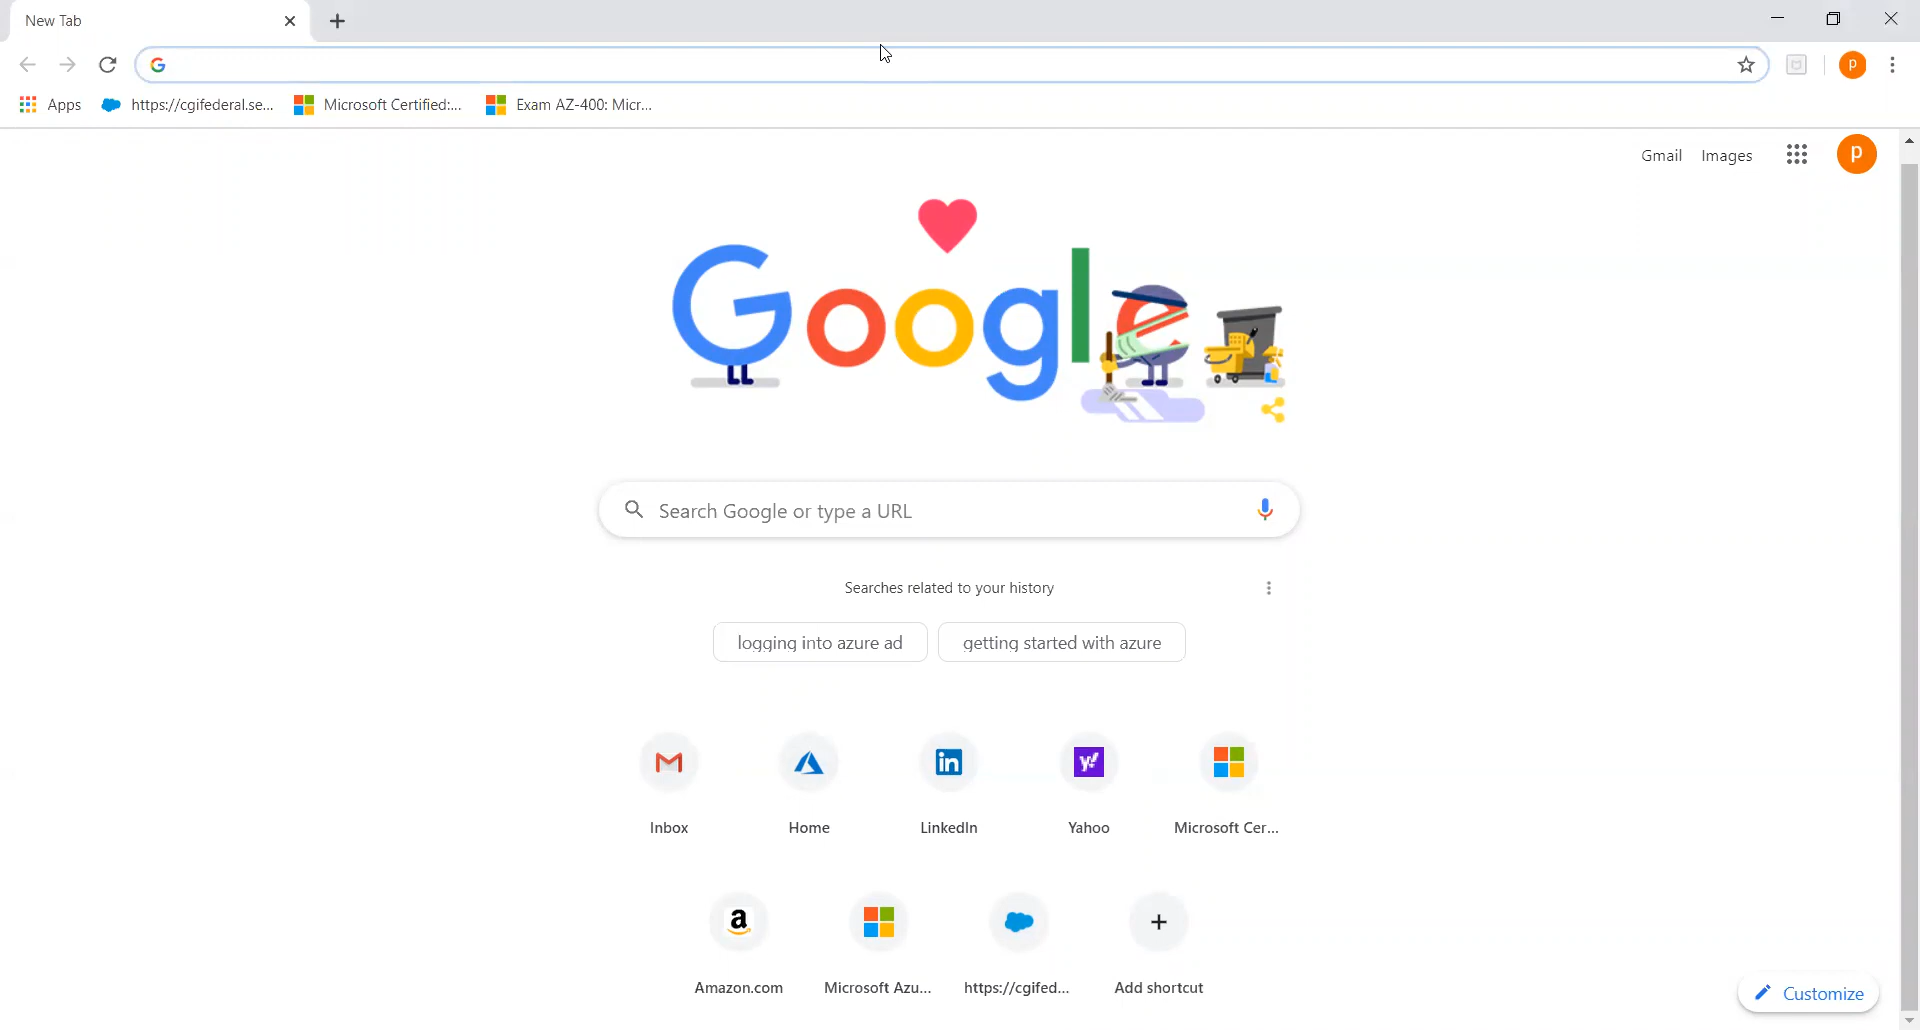 New Tab
Apps https://cgifederal.se... Microsoft Certified:... Exam AZ-400: Micr...
Gmail Images
Google
Search Google or type a URL
Searches related to your history
logging into azure ad getting started with azure
Inbox Home LinkedIn Yahoo Microsoft Cer...
Amazon.com Microsoft Azu... https://cgifed... Add shortcut
Customize